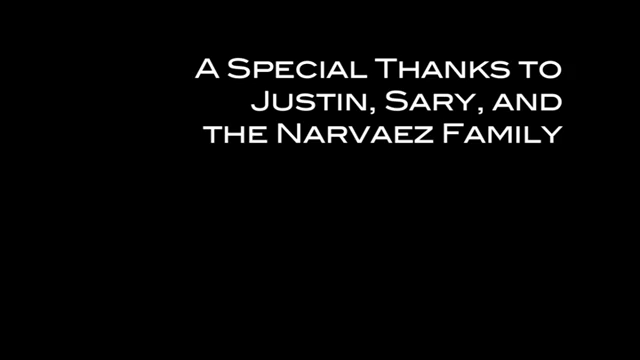 A Special Thanks to
Justin, Sary, and
the Narvaez Family